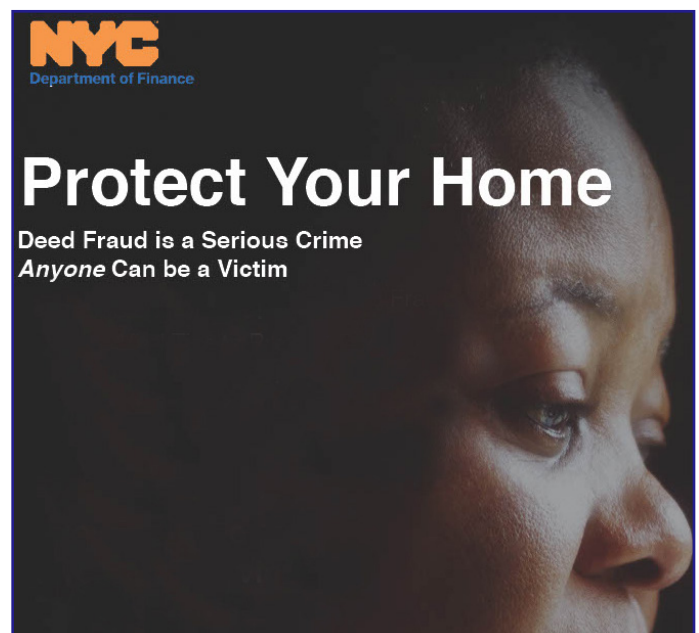 NYC
Department of Finance
Protect Your Home
Deed Fraud is a Serious Crime
Anyone Can be a Victim